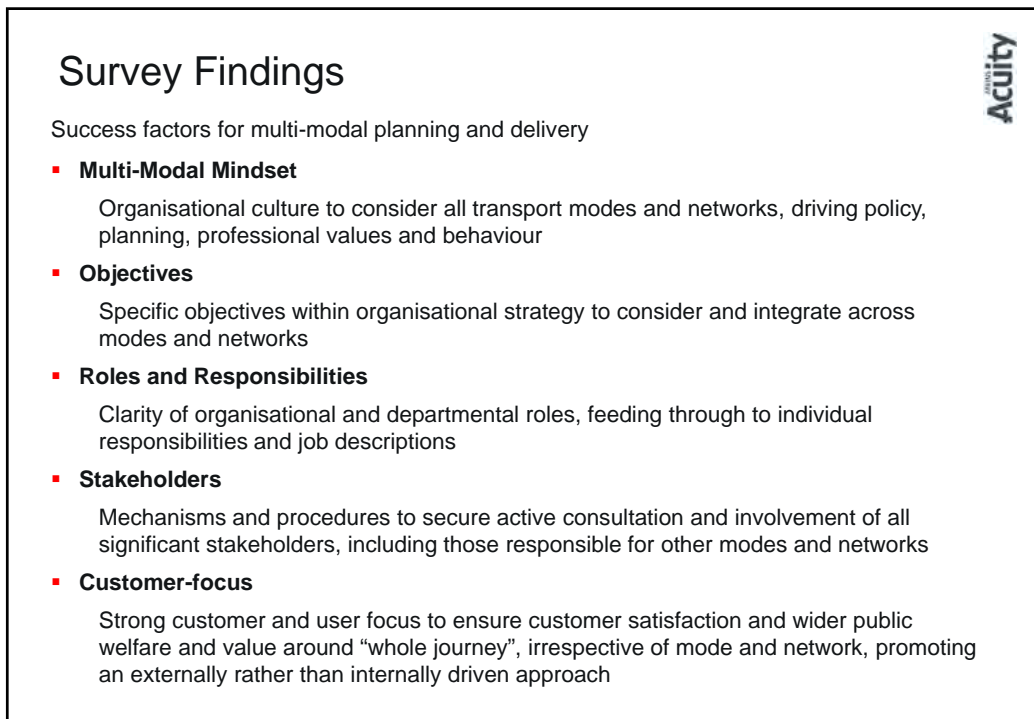 Survey Findings
Acuity
Success factors for multi-modal planning and delivery
▪ Multi-Modal Mindset
Organisational culture to consider all transport modes and networks, driving policy,
planning, professional values and behaviour
▪ Objectives
Specific objectives within organisational strategy to consider and integrate across
modes and networks
▪ Roles and Responsibilities
Clarity of organisational and departmental roles, feeding through to individual
responsibilities and job descriptions
▪ Stakeholders
Mechanisms and procedures to secure active consultation and involvement of all
significant stakeholders, including those responsible for other modes and networks
▪ Customer-focus
Strong customer and user focus to ensure customer satisfaction and wider public
welfare and value around “whole journey”, irrespective of mode and network, promoting
an externally rather than internally driven approach